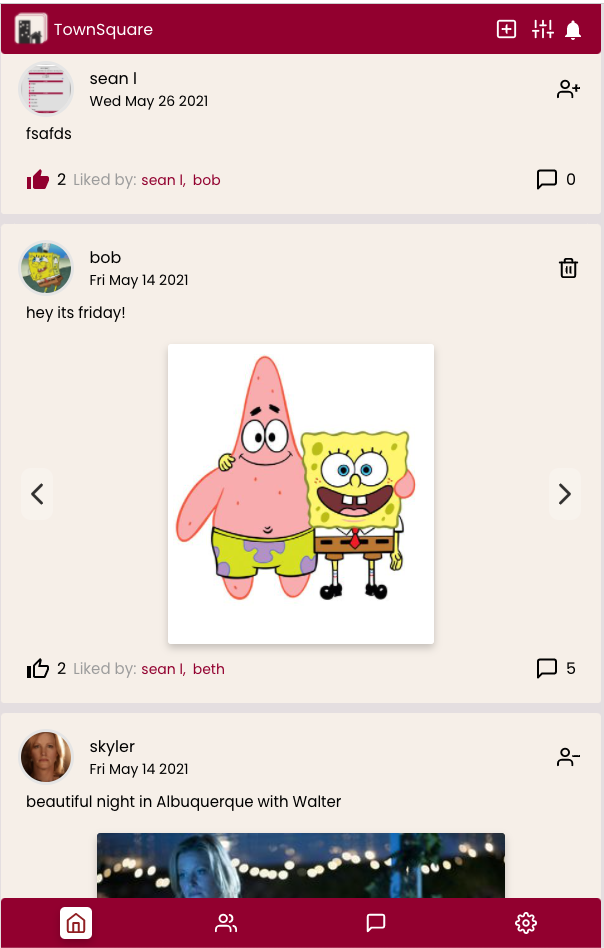 TownSquare
sean l
Wed May 26 2021
fsafds
2 Liked by: sean l, bob
0
bob
Fri May 14 2021
hey its friday!
2 Liked by: sean l, beth
5
skyler
Fri May 14 2021
beautiful night in Albuquerque with Walter